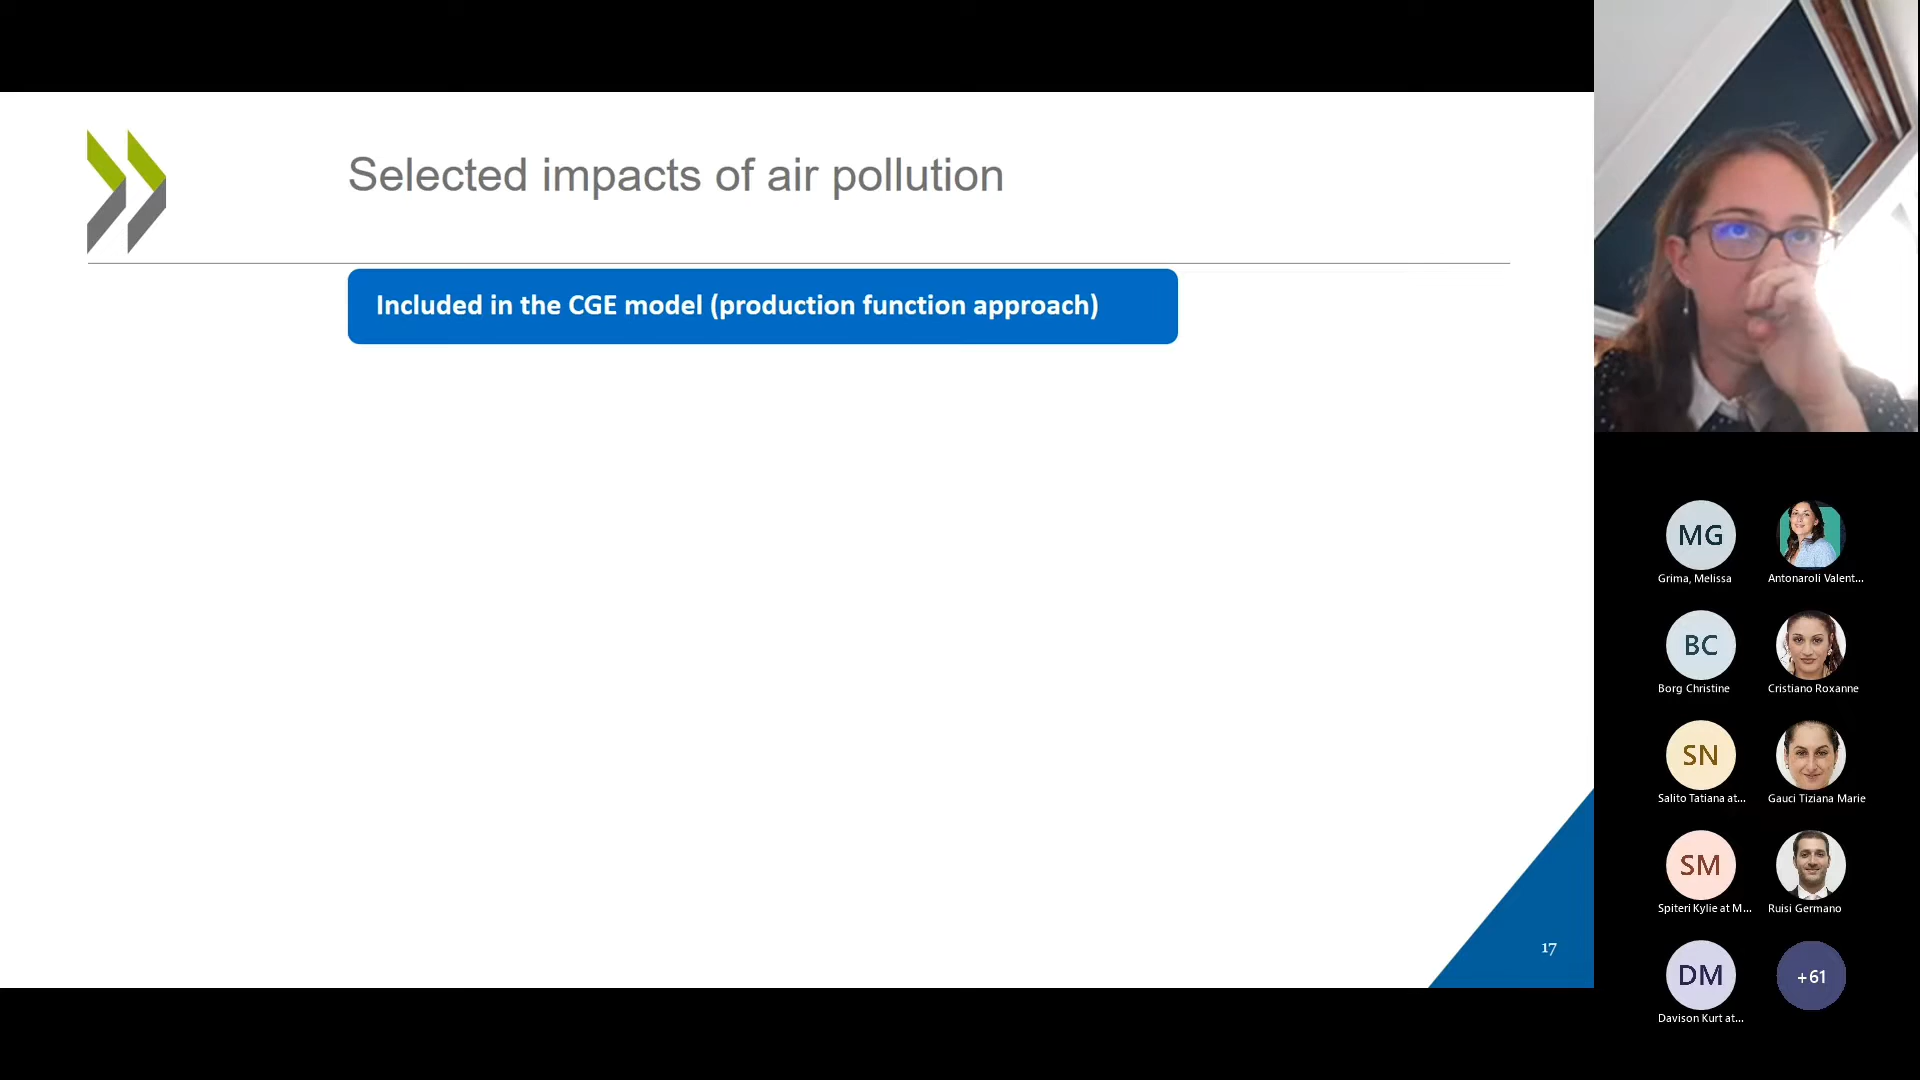 Selected impacts of air pollution
Included in the CGE model (production function approach)
17
MG
Grima, Melissa
Antonaroli Valent...
BC
Borg Christine
Cristiano Roxanne
SN
Salito Tatiana at...
Gauci Tiziana Marie
SM
Spiteri Kylie at M...
Ruisi Germano
DM
Davison Kurt at...
+61